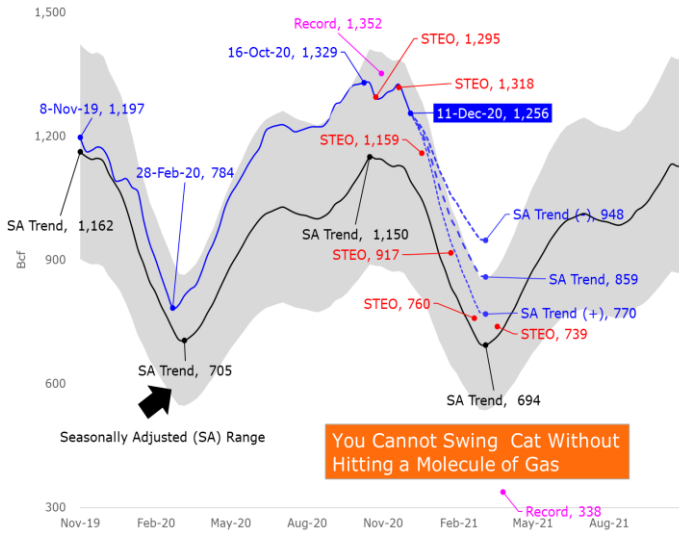 1,500
Record, 1,352
STEO, 1,295
16-Oct-20, 1,329
STEO, 1,318
8-Nov-19, 1,197
11-Dec-20, 1,256
1,200
STEO, 1,159
28-Feb-20, 784
SA Trend, 1,162
SA Trend, 1,150
SA Trend (-), 948
Bcf
900
STEO, 917
SA Trend, 859
STEO, 760
SA Trend (+), 770
STEO, 739
SA Trend, 705
600
SA Trend, 694
Seasonally Adjusted (SA) Range
You Cannot Swing Cat Without
Hitting a Molecule of Gas
300
Record, 338
Nov-19 Feb-20 May-20 Aug-20 Nov-20 Feb-21 May-21 Aug-21